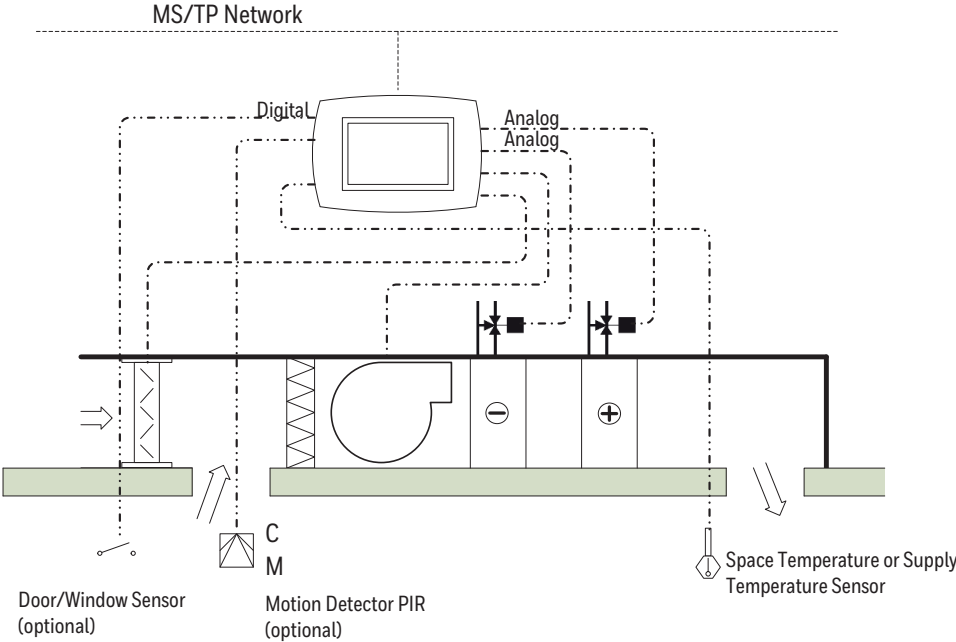 MS/TP Network
Digital
Analog
Analog
C
M
Space Temperature or Supply
Temperature Sensor
Door/Window Sensor
(optional)
Motion Detector PIR
(optional)